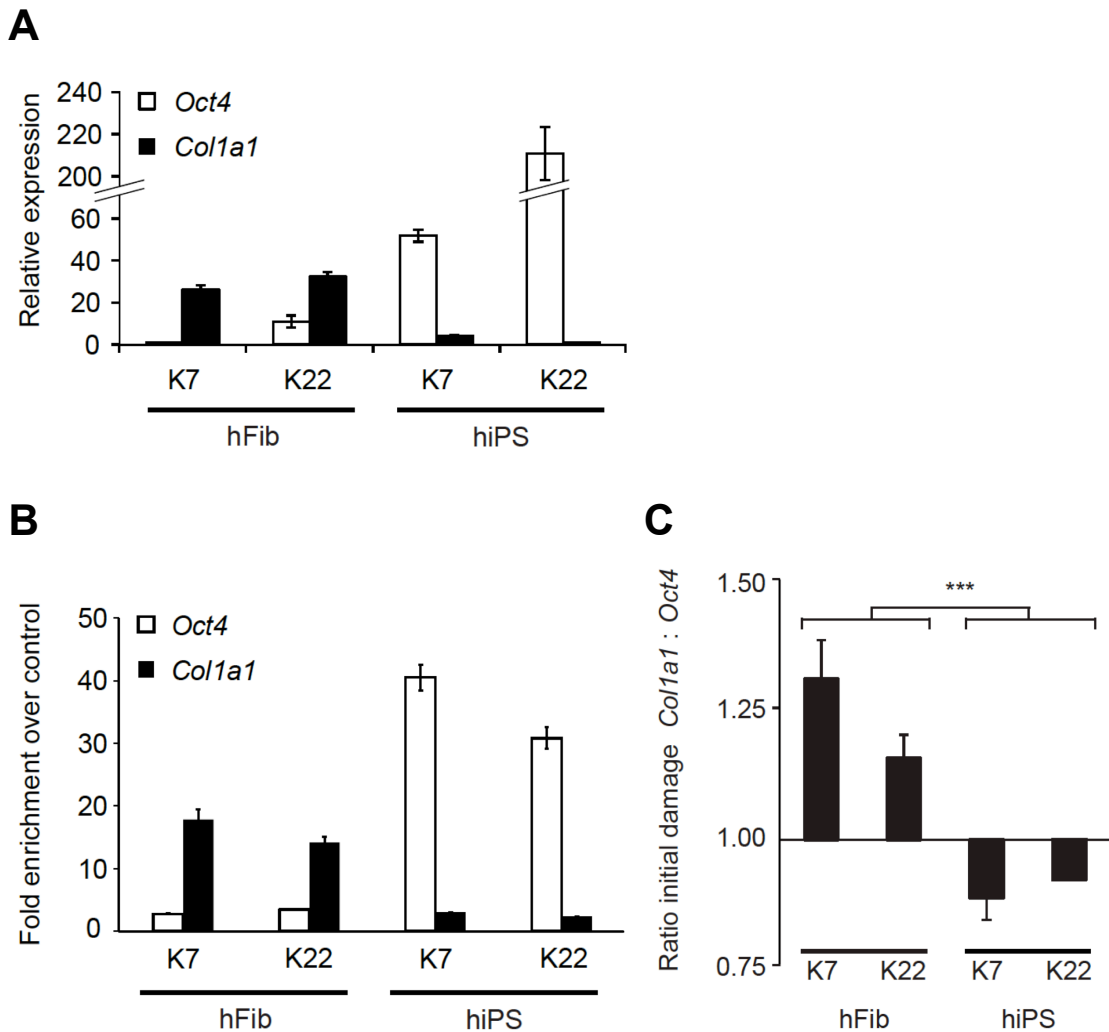 A
Relative expression
240
220
200
60
40
20
0
Oct4
Col1a1
K7 K22 K7 K22
hFib hiPS
B
Fold enrichment over control
50
40
30
20
10
0
Oct4
Col1a1
K7 K22 K7 K22
hFib hiPS
C
Ratio initial damage Col1a1 : Oct4
1.50
1.25
1.00
0.75
***
K7 K22 K7 K22
hFib hiPS